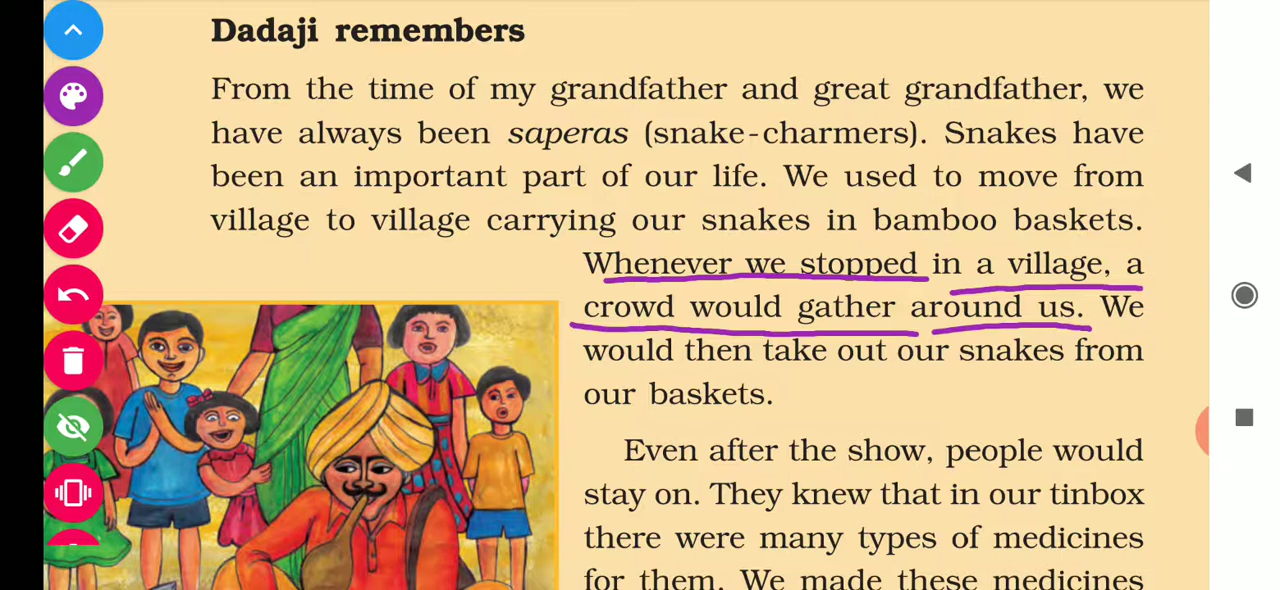 Dadaji remembers
From the time of my grandfather and great grandfather, we
have always been saperas (snake-charmers). Snakes have
been an important part of our life. We used to move from
village to village carrying our snakes in bamboo baskets.
Whenever we stopped in a village, a
crowd would gather around us. We
would then take out our snakes from
our baskets.
Even after the show, people would
stay on. They knew that in our tinbox
there were many types of medicines
for them. We made these medicines